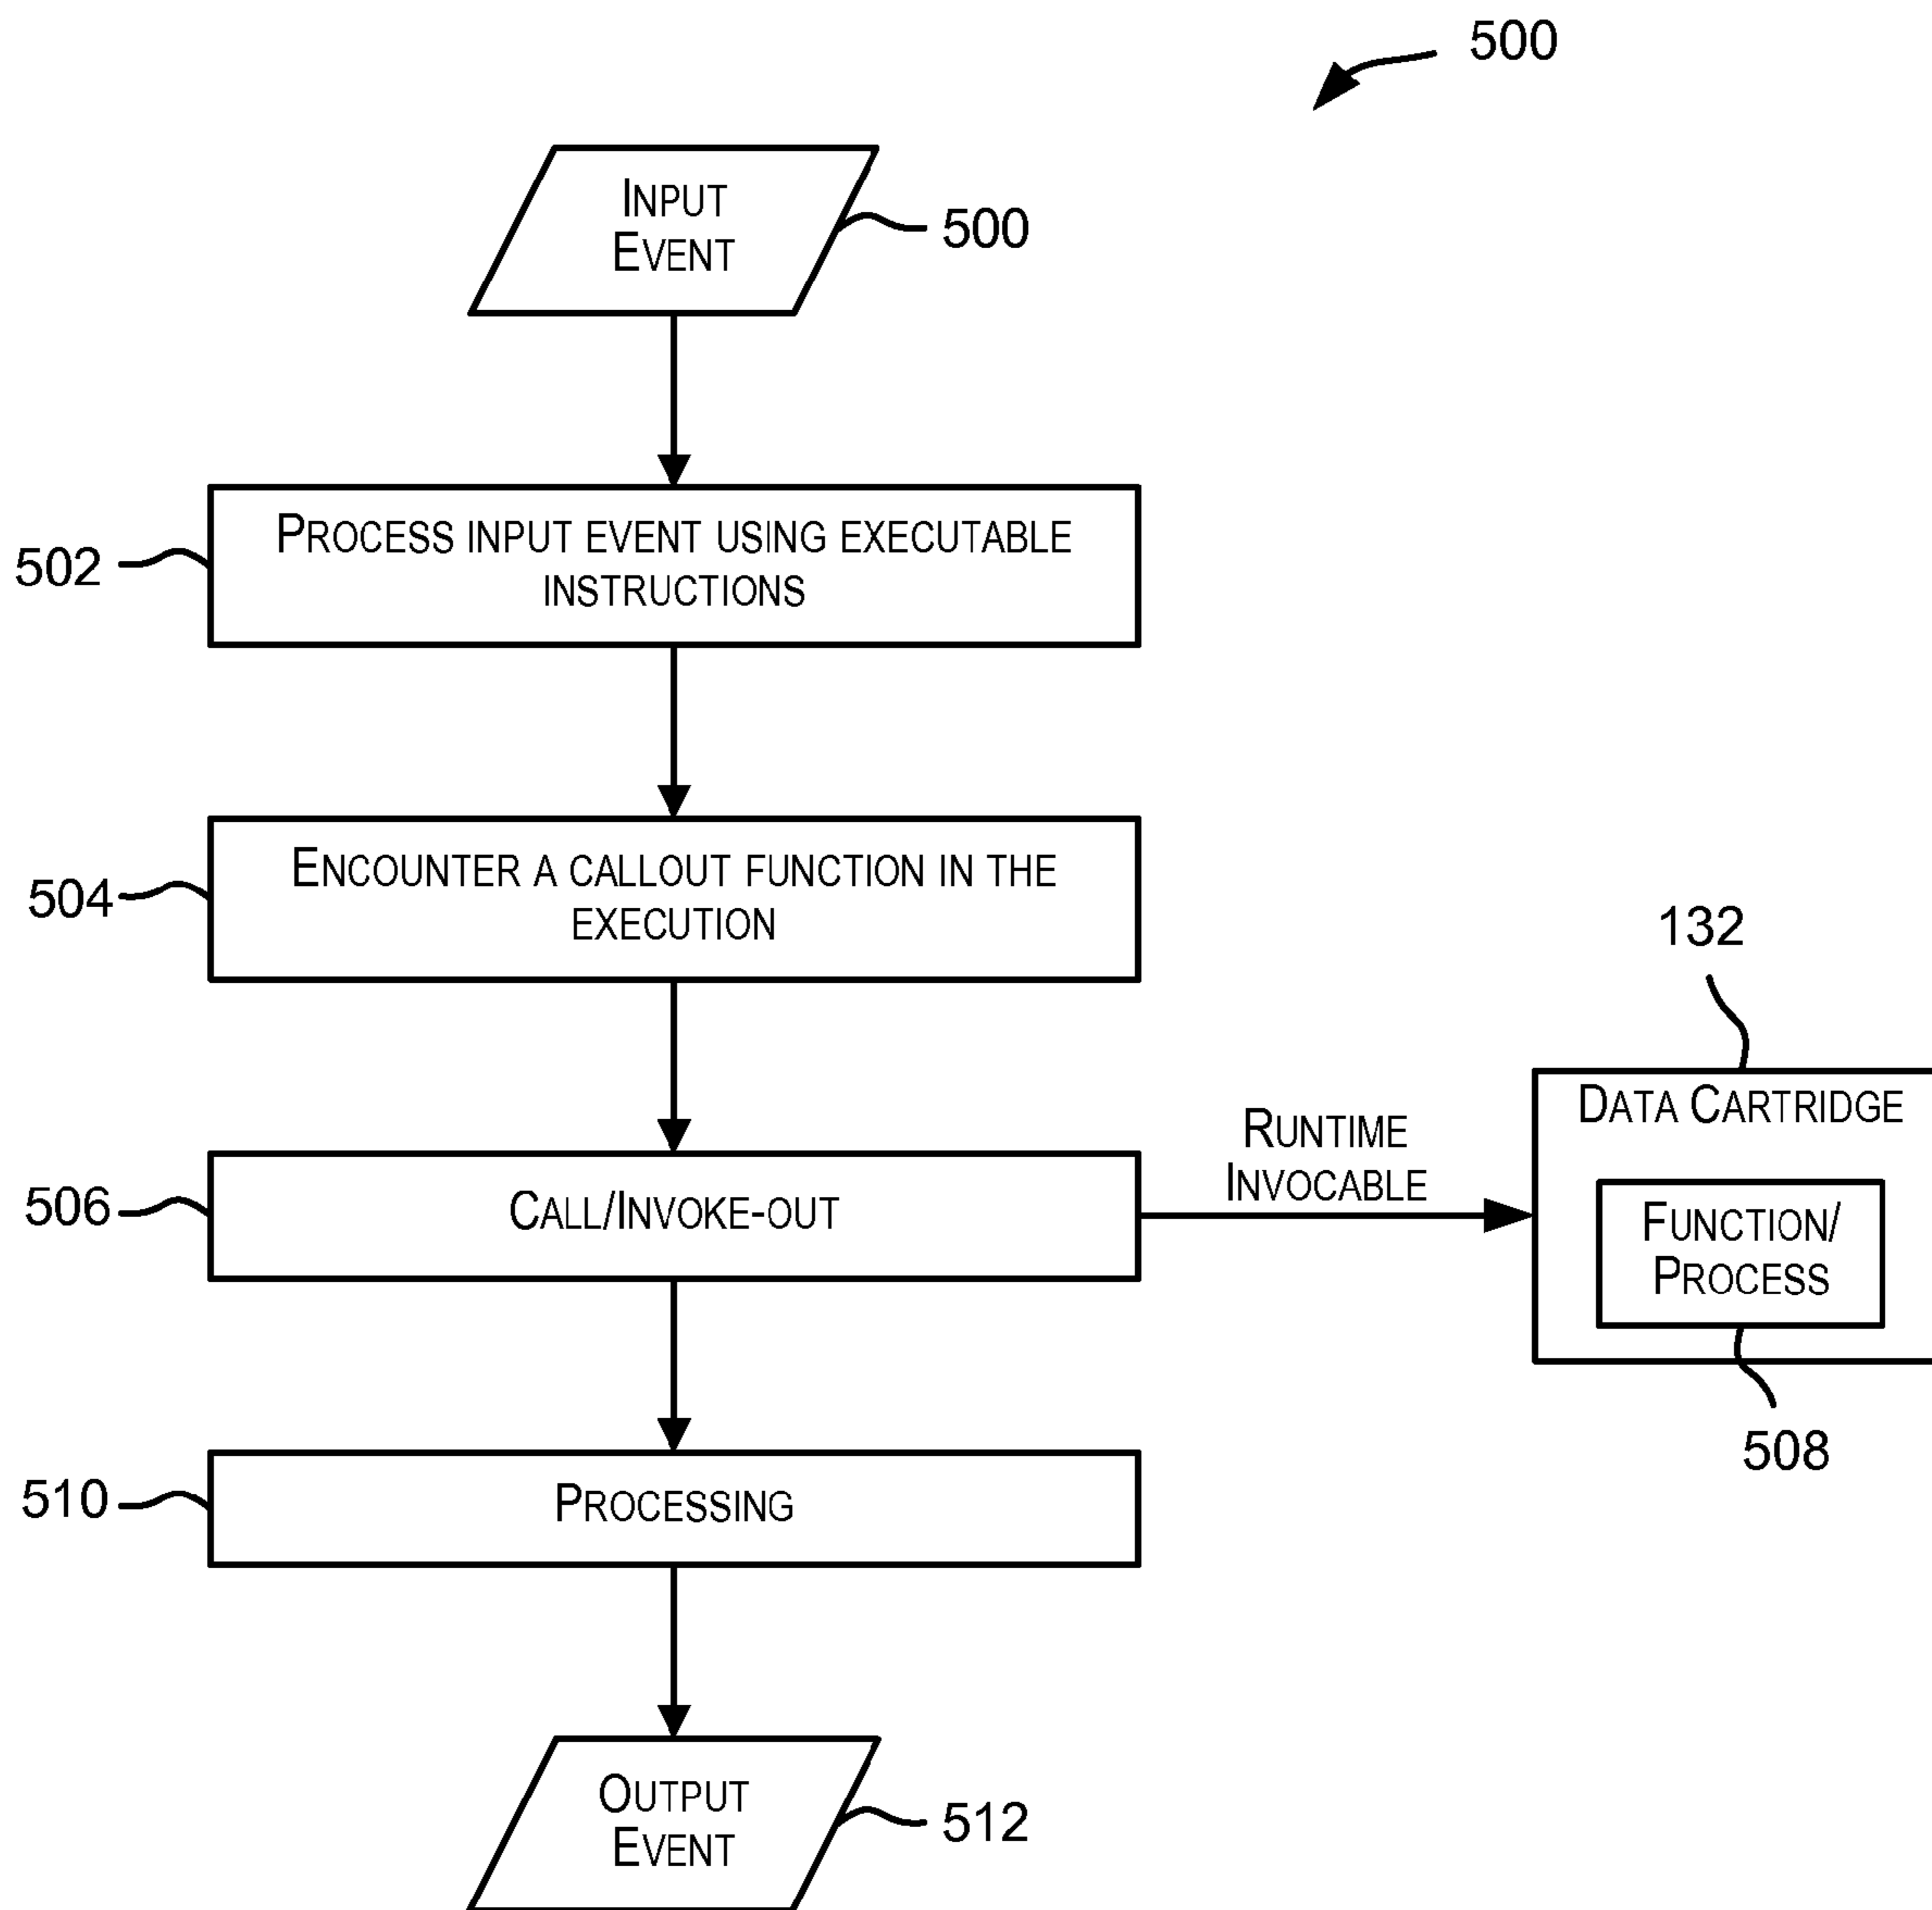 500
INPUT
EVENT
500
PROCESS INPUT EVENT USING EXECUTABLE
INSTRUCTIONS
502
ENCOUNTER A CALLOUT FUNCTION IN THE
EXECUTION
504
132
DATA CARTRIDGE
RUNTIME
INVOCABLE
CALL/INVOKE-OUT
506
FUNCTION/
PROCESS
508
PROCESSING
510
OUTPUT
EVENT
512